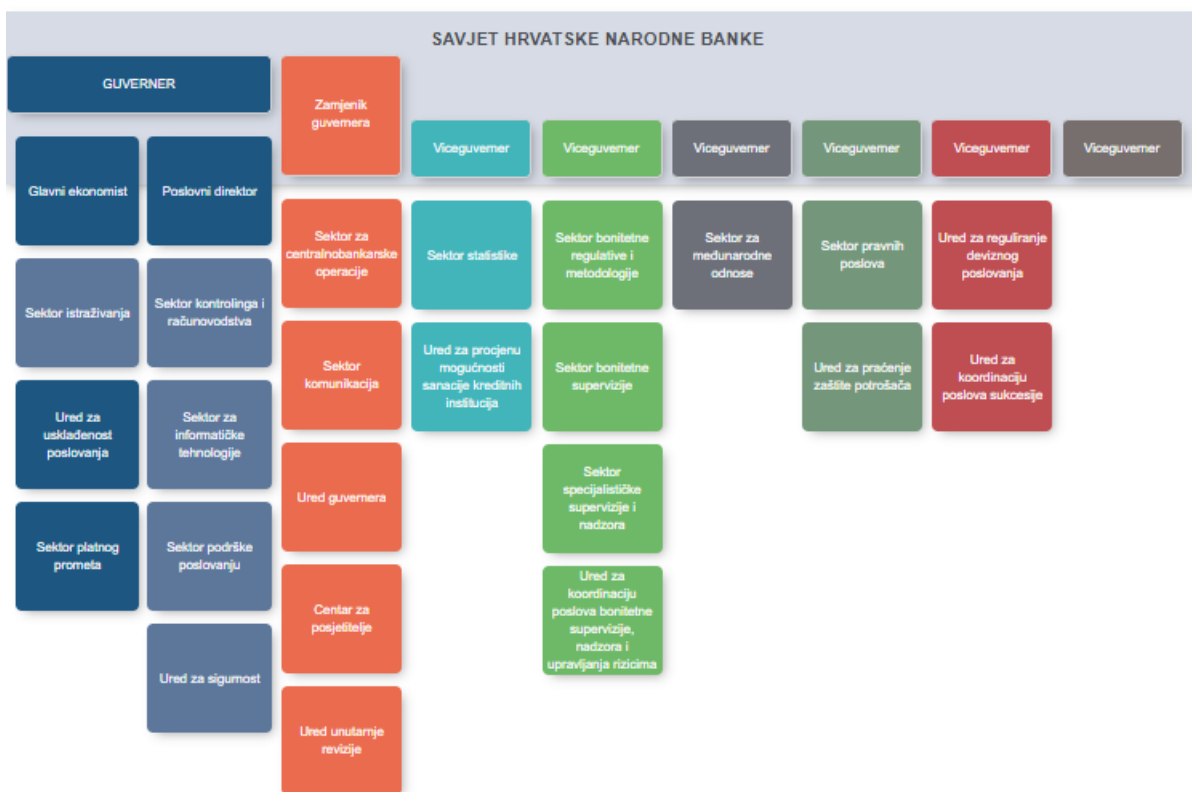 SAVJET HRVATSKE NARODNE BANKE
GUVERNER
Zamjenik
guvernera
Viceguverner
Viceguverner
Viceguverner
Viceguverner
Viceguverner
Viceguverner
Glavni ekonomist
Poslovni direktor
Sektor za
centralnobankarske
operacije
Sektor statistike
Sektor bonitetne
regulative i
metodologije
Sektor za
međunarodne
odnose
Sektor pravnih
poslova
Ured za reguliranje
deviznog
poslovanja
Sektor istraživanja
Sektor kontrolinga i
računovodstva
Sektor
komunikacija
Ured za procjenu
mogućnosti
sanacije kreditnih
institucija
Sektor bonitetne
supervizije
Ured za praćenje
zaštite potrošača
Ured za
koordinaciju
poslova sukcesije
Ured za
usklađenost
poslovanja
Sektor za
informatičke
tehnologije
Ured guvernera
Sektor
specijalističke
supervizije i
nadzora
Sektor platnog
prometa
Sektor podrške
poslovanju
Centar za
posjetitelje
Ured za
koordinaciju
poslova bonitetne
supervizije,
nadzora i
upravljanja rizicima
Ured za sigurnost
Ured unutarnje
revizije